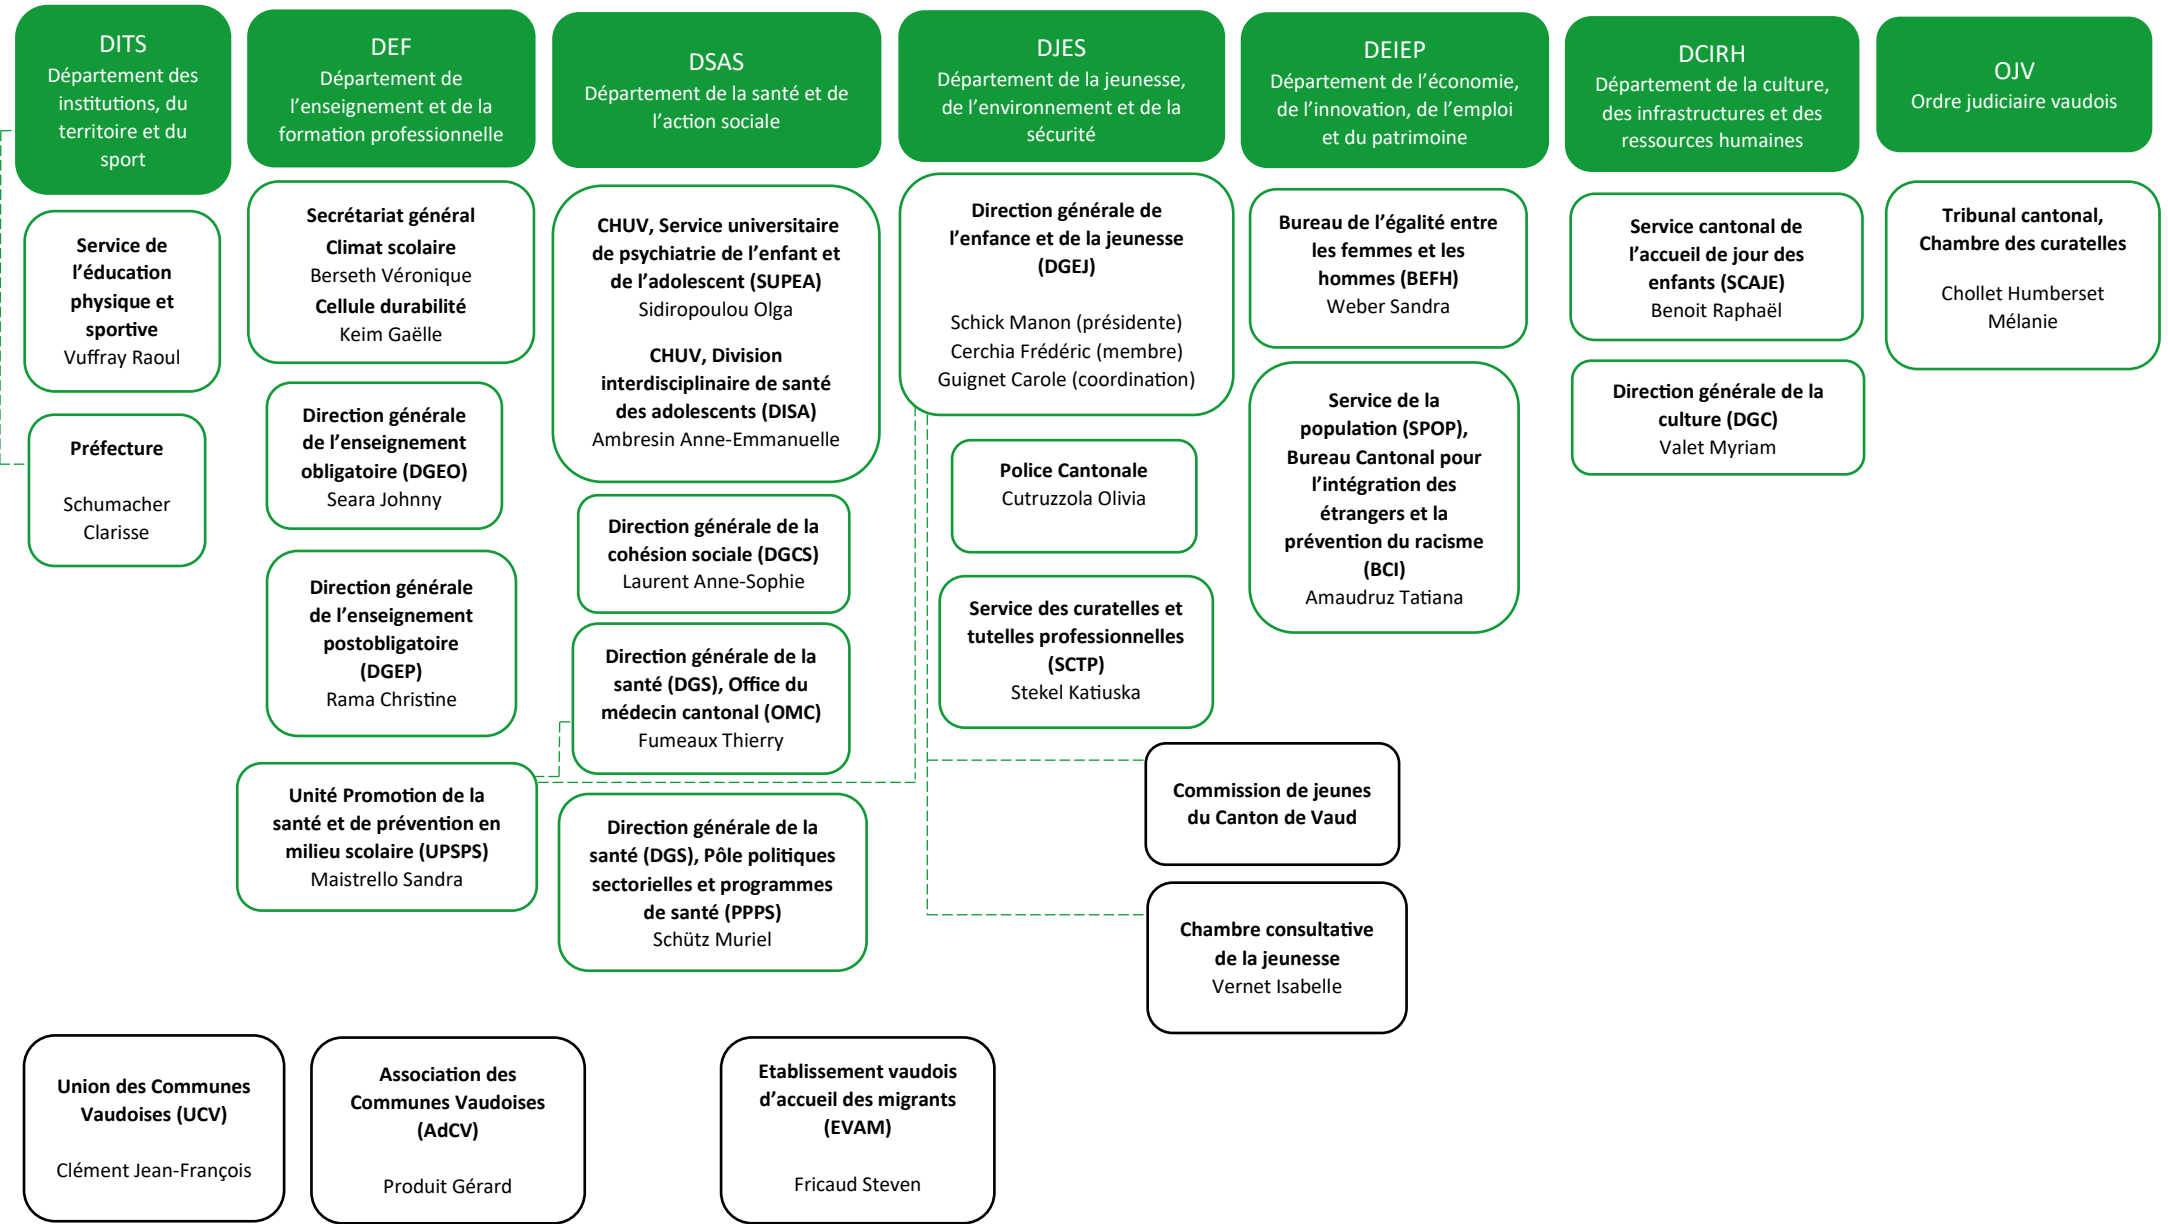 DITS
Département des
institutions, du
territoire et du
sport
Service de
l’éducation
physique et
sportive
Vuffray Raoul
Préfecture
Schumacher
Clarisse
DEF
Département de
l’enseignement et de la
formation professionnelle
Secrétariat général
Climat scolaire
Berseth Véronique
Cellule durabilité
Keim Gaëlle
Direction générale
de l’enseignement
obligatoire (DGEO)
Seara Johnny
Direction générale
de l’enseignement
postobligatoire
(DGEP)
Rama Christine
Unité Promotion de la
santé et de prévention en
milieu scolaire (UPSPS)
Maistrello Sandra
DSAS
Département de la santé et de
l’action sociale
CHUV, Service universitaire
de psychiatrie de l’enfant et
de l’adolescent (SUPEA)
Sidiropoulou Olga
CHUV, Division
interdisciplinaire de santé
des adolescents (DISA)
Ambresin Anne-Emmanuelle
Direction générale de la
cohésion sociale (DGCS)
Laurent Anne-Sophie
Direction générale de la
santé (DGS), Office du
médecin cantonal (OMC)
Fumeaux Thierry
Direction générale de la
santé (DGS), Pôle politiques
sectorielles et programmes
de santé (PPPS)
Schütz Muriel
DJES
Département de la jeunesse,
de l’environnement et de la
sécurité
Direction générale de
l’enfance et de la jeunesse
(DGEJ)
Schick Manon (présidente)
Cerchia Frédéric (membre)
Guignet Carole (coordination)
Police Cantonale
Cutruzzola Olivia
Service des curatelles et
tutelles professionnelles
(SCTP)
Stekel Katiuska
Commission de jeunes
du Canton de Vaud
Chambre consultative
de la jeunesse
Vernet Isabelle
DEIEP
Département de l’économie,
de l’innovation, de l’emploi
et du patrimoine
Bureau de l’égalité entre
les femmes et les
hommes (BEFH)
Weber Sandra
Service de la
population (SPOP),
Bureau Cantonal pour
l’intégration des
étrangers et la
prévention du racisme
(BCI)
Amaudruz Tatiana
DCIRH
Département de la culture,
des infrastructures et des
ressources humaines
Service cantonal de
l’accueil de jour des
enfants (SCAJE)
Benoit Raphaël
Direction générale de la
culture (DGC)
Valet Myriam
OJV
Ordre judiciaire vaudois
Tribunal cantonal,
Chambre des curatelles
Chollet Humberset
Mélanie
Union des Communes
Vaudoises (UCV)
Clément Jean-François
Association des
Communes Vaudoises
(AdCV)
Produit Gérard
Etablissement vaudois
d’accueil des migrants
(EVAM)
Fricaud Steven